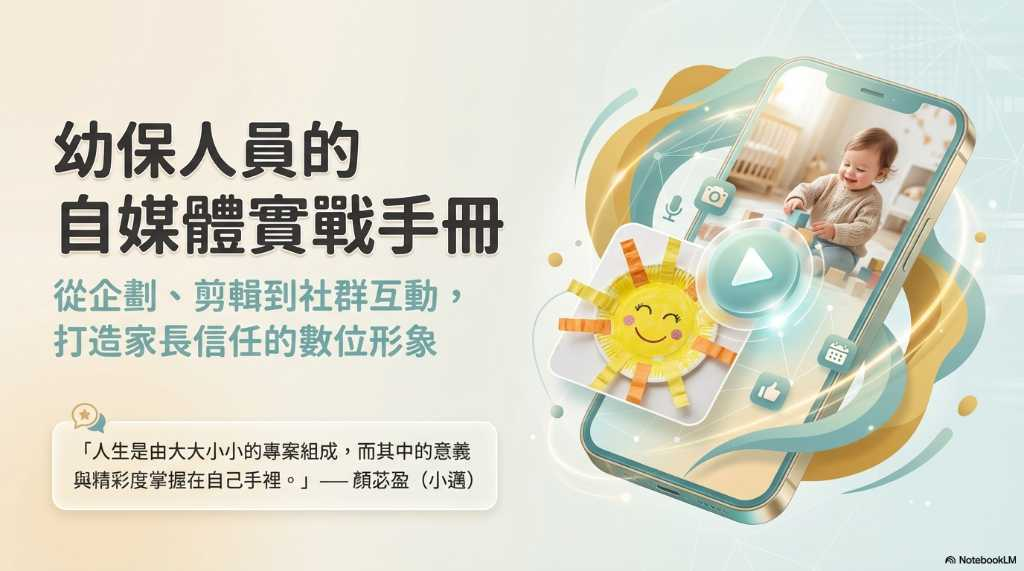 幼保人員的
自媒體實戰手冊
從企劃、剪輯到社群互動，
打造家長信任的數位形象
「人生是由大大小小的專案組成，而其中的意義
與精彩度掌握在自己手裡。」── 顏苾盈（小邁）
NotebookLM